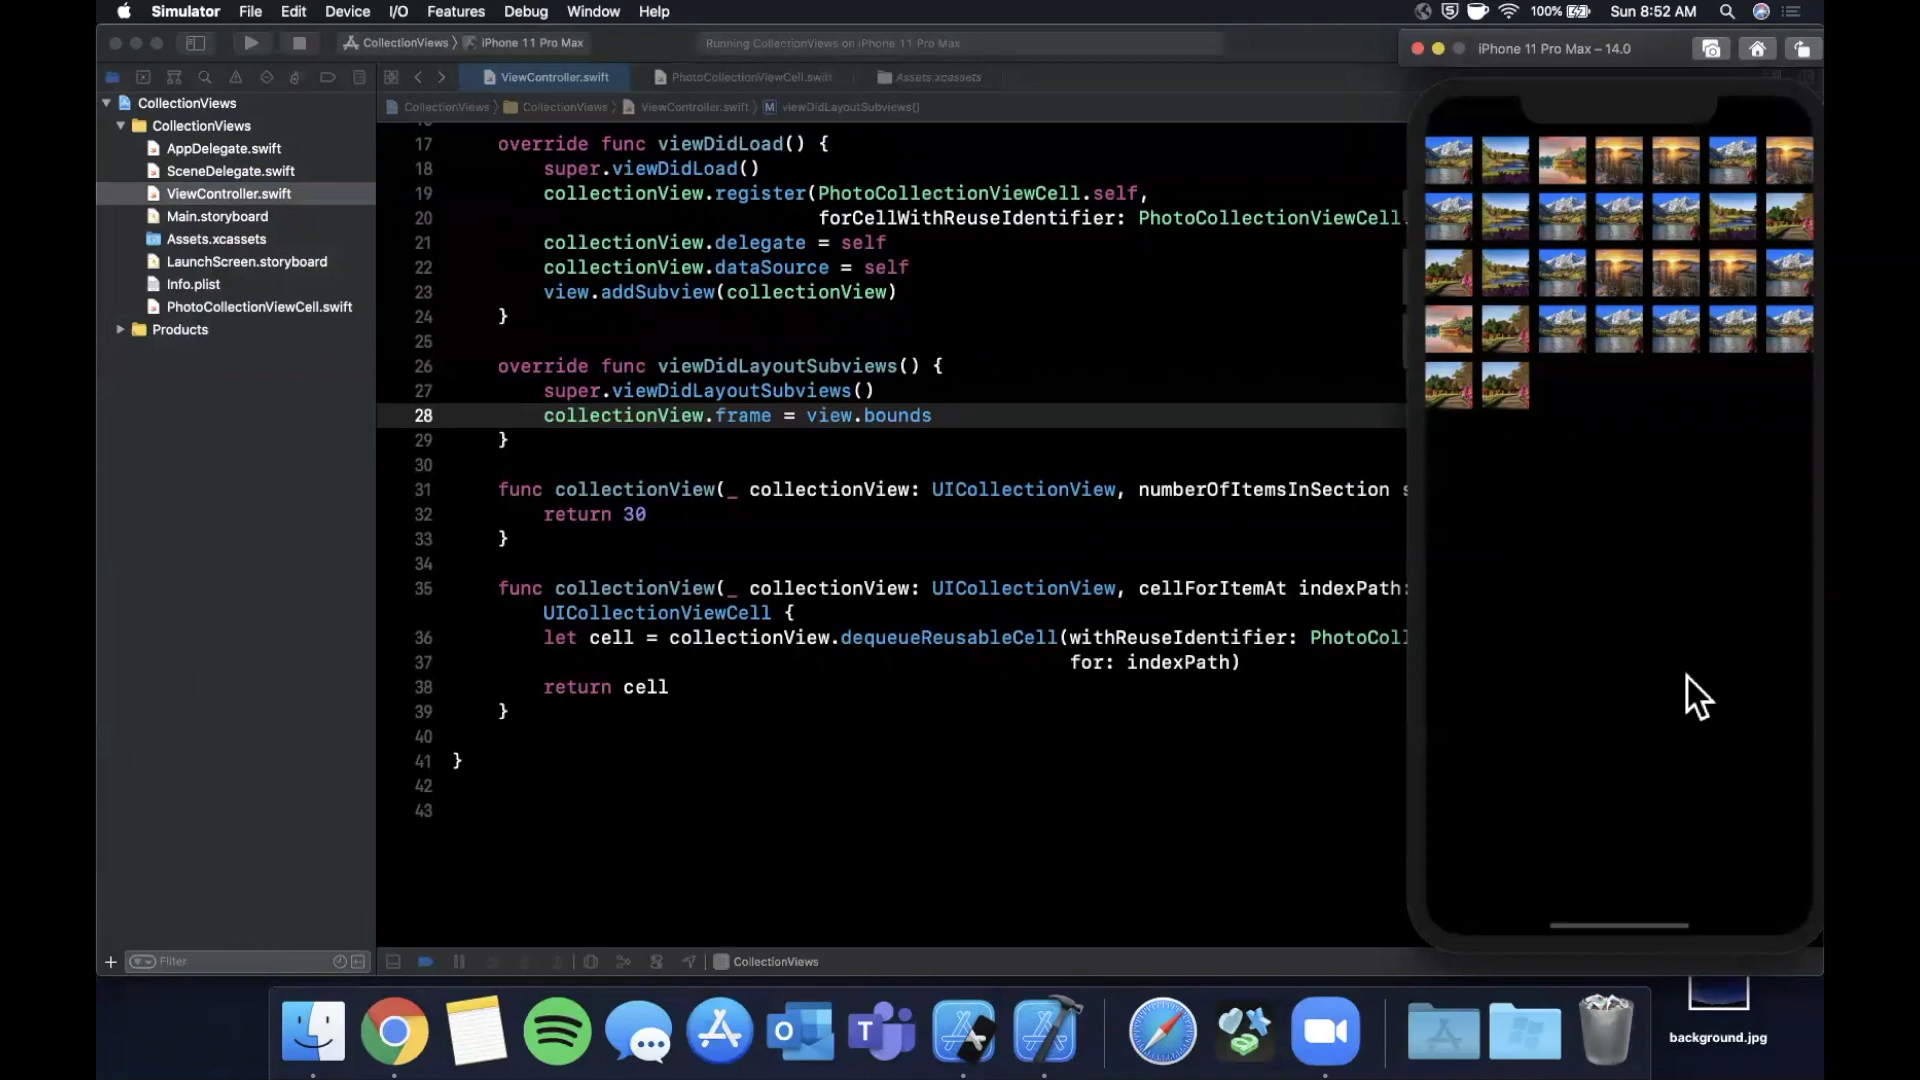 Simulator File Edit Device I/O Features Debug Window Help 100% Sun 8:52 AM
CollectionViews iPhone 11 Pro Max Running CollectionViews on iPhone 11 Pro Max
iPhone 11 Pro Max – 14.0
ViewController.swift PhotoCollectionViewCell.swift Assets.xcassets
CollectionViews CollectionViews ViewController.swift M viewDidLayoutSubviews()
CollectionViews
CollectionViews
AppDelegate.swift
SceneDelegate.swift
ViewController.swift
Main.storyboard
Assets.xcassets
LaunchScreen.storyboard
Info.plist
PhotoCollectionViewCell.swift
Products
17 override func viewDidLoad() {
18 super.viewDidLoad()
19 collectionView.register(PhotoCollectionViewCell.self,
20 forCellWithReuseIdentifier: PhotoCollectionViewCell.
21 collectionView.delegate = self
22 collectionView.dataSource = self
23 view.addSubview(collectionView)
24 }
25
26 override func viewDidLayoutSubviews() {
27 super.viewDidLayoutSubviews()
28 collectionView.frame = view.bounds
29 }
30
31 func collectionView(_ collectionView: UICollectionView, numberOfItemsInSection s
32 return 30
33 }
34
35 func collectionView(_ collectionView: UICollectionView, cellForItemAt indexPath:
UICollectionViewCell {
36 let cell = collectionView.dequeueReusableCell(withReuseIdentifier: PhotoColl
37 for: indexPath)
38 return cell
39 }
40
41 }
42
43
Filter
CollectionViews
background.jpg